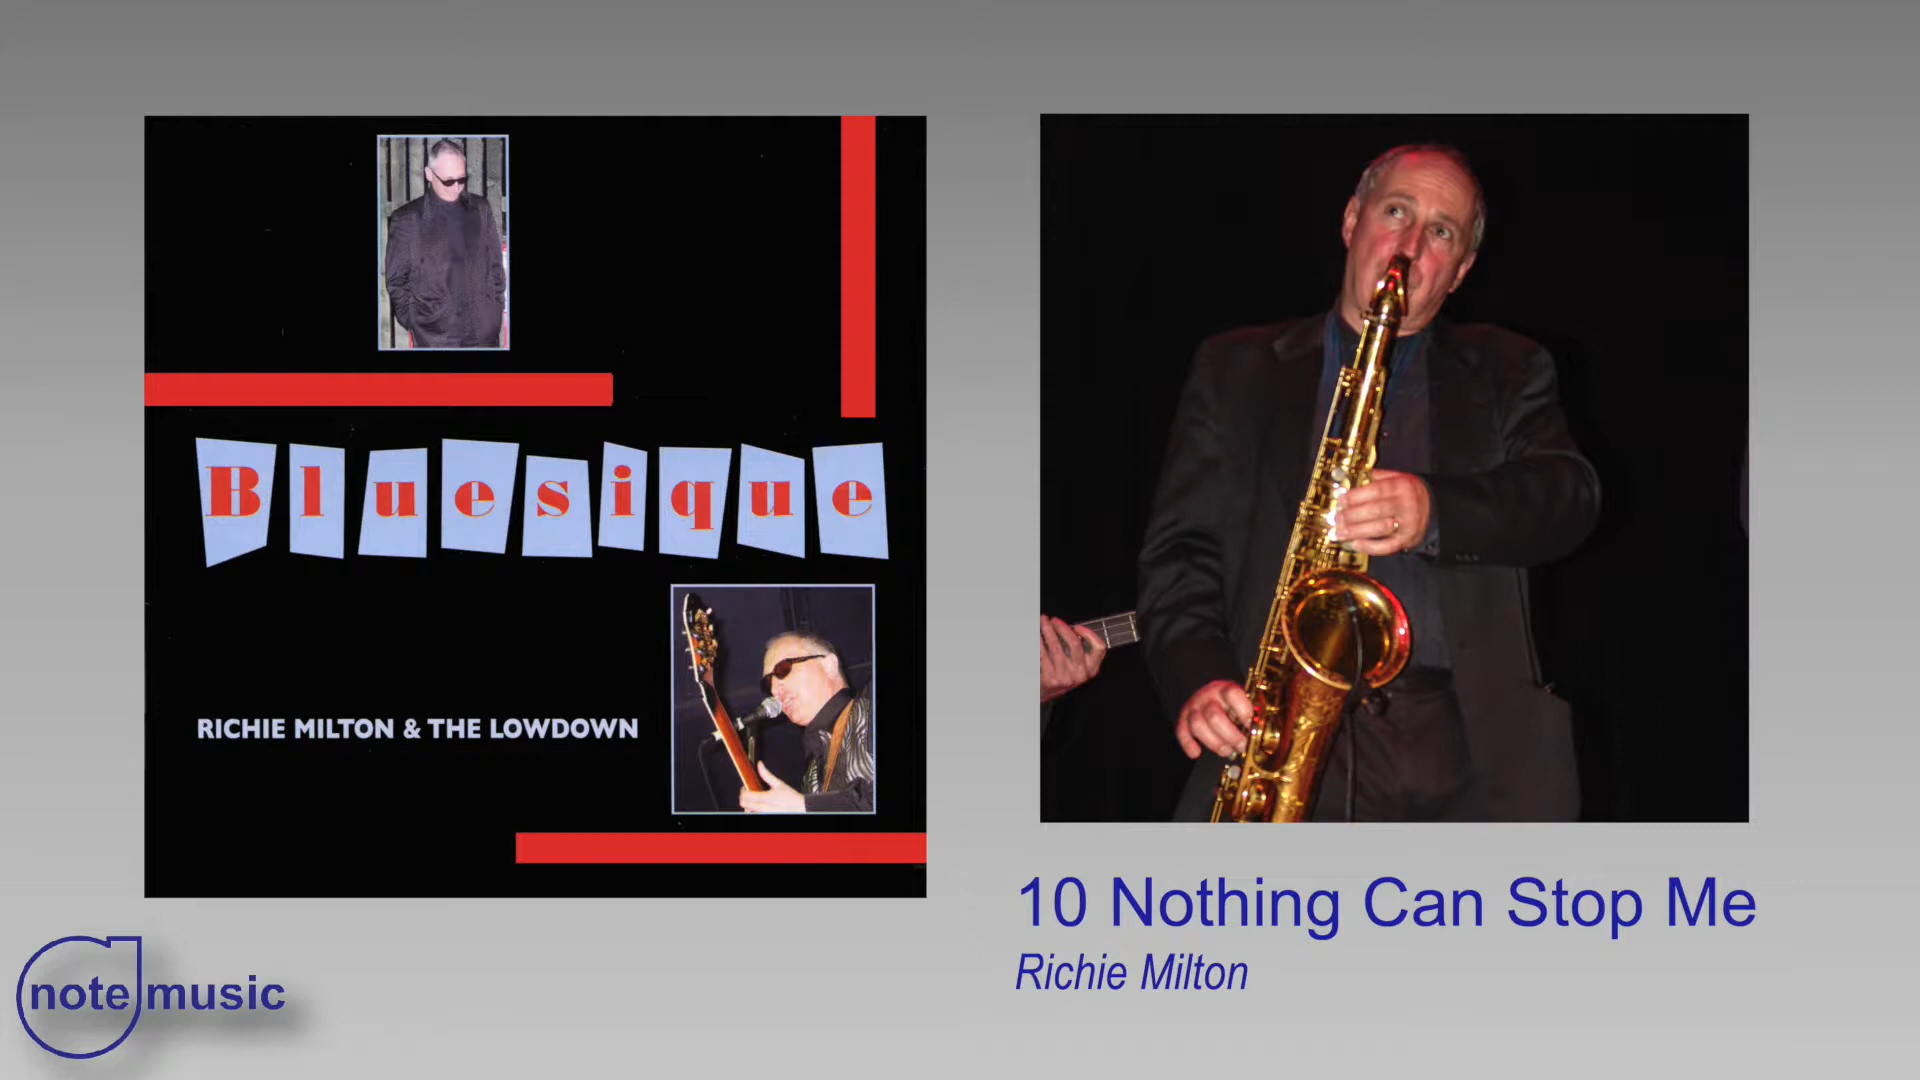 Bluesique
RICHIE MILTON & THE LOWDOWN
10 Nothing Can Stop Me
Richie Milton
note music